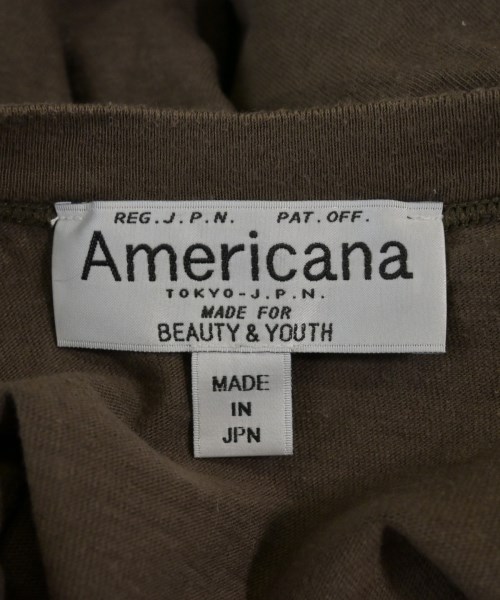 REG.J.P.N. PAT.OFF.
Americana
TOKYO-J.P.N.
MADE FOR
BEAUTY & YOUTH
MADE
IN
JPN